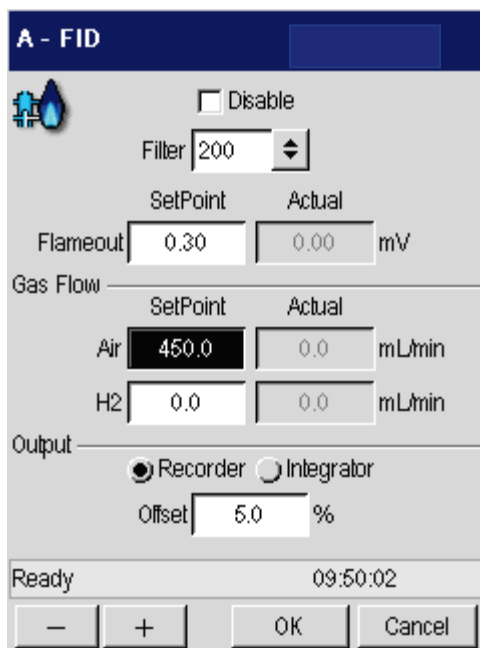 A - FID
Disable
Filter 200
SetPoint Actual
Flameout 0.30 0.00 mV
Gas Flow
SetPoint Actual
Air 450.0 0.0 mL/min
H2 0.0 0.0 mL/min
Output
Recorder Integrator
Offset 5.0 %
Ready 09:50:02
− + OK Cancel